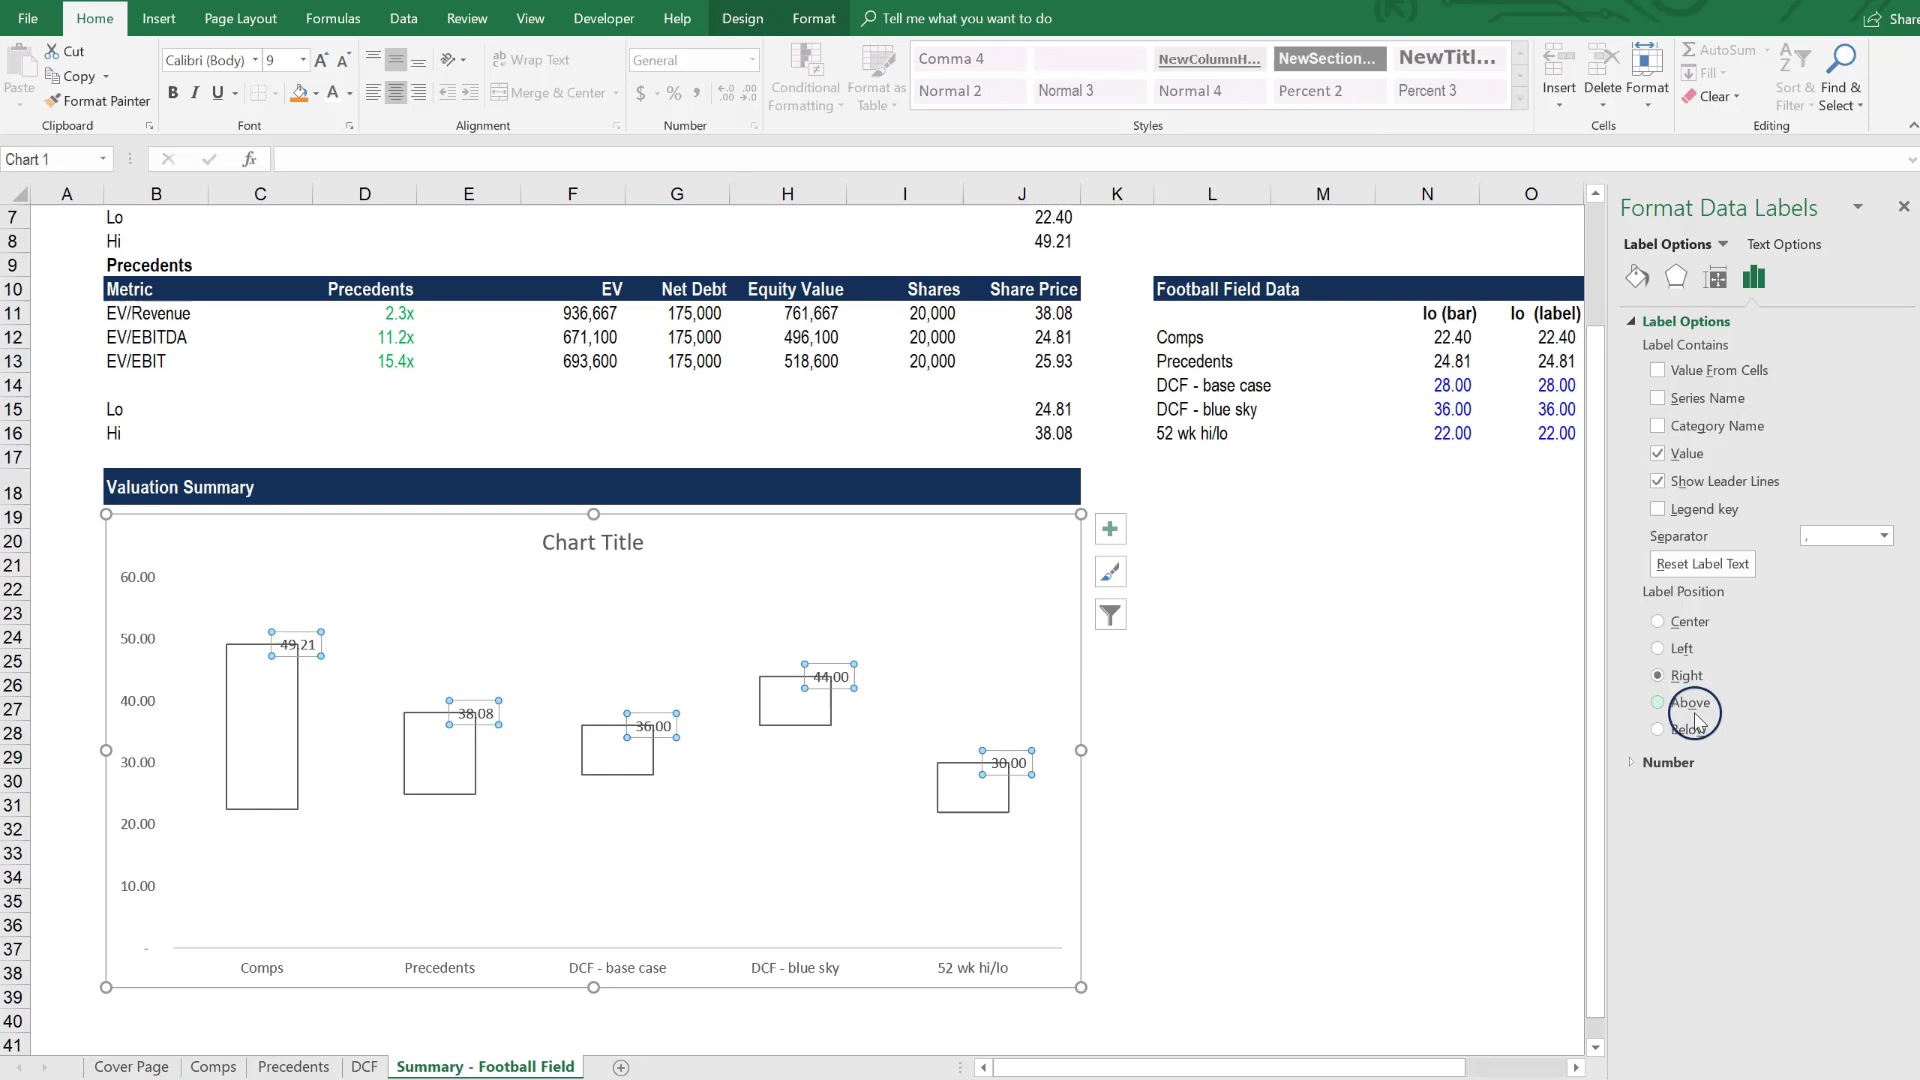 File Home Insert Page Layout Formulas Data Review View Developer Help Design Format Tell me what you want to do Share
Cut
Copy
Format Painter
Paste
Clipboard
Calibri (Body) 9
B I U
Font
Wrap Text
Merge & Center
Alignment
General
$ % ,
Number
Conditional Formatting
Format as Table
Comma 4 NewColumnH... NewSection... NewTitl...
Normal 2 Normal 3 Normal 4 Percent 2 Percent 3
Styles
Insert Delete Format
Cells
AutoSum
Fill
Clear
Sort & Filter
Find & Select
Editing
Chart 1 fx
A B C D E F G H I J K L M N O
7 Lo 22.40
8 Hi 49.21
9 Precedents
10 Metric Precedents EV Net Debt Equity Value Shares Share Price Football Field Data
11 EV/Revenue 2.3x 936,667 175,000 761,667 20,000 38.08 lo (bar) lo (label)
12 EV/EBITDA 11.2x 671,100 175,000 496,100 20,000 24.81 Comps 22.40 22.40
13 EV/EBIT 15.4x 693,600 175,000 518,600 20,000 25.93 Precedents 24.81 24.81
14 DCF - base case 28.00 28.00
15 Lo 24.81 DCF - blue sky 36.00 36.00
16 Hi 38.08 52 wk hi/lo 22.00 22.00
17
18 Valuation Summary
19
20
21
22
23
24
25
26
27
28
29
30
31
32
33
34
35
36
37
38
39
40
41
Chart Title
60.00
50.00
40.00
30.00
20.00
10.00
-
49.21
38.08
36.00
44.00
30.00
Comps Precedents DCF - base case DCF - blue sky 52 wk hi/lo
Format Data Labels
Label Options Text Options
Label Options
Label Contains
Value From Cells
Series Name
Category Name
Value
Show Leader Lines
Legend key
Separator ,
Reset Label Text
Label Position
Center
Left
Right
Above
Below
Number
Cover Page Comps Precedents DCF Summary - Football Field